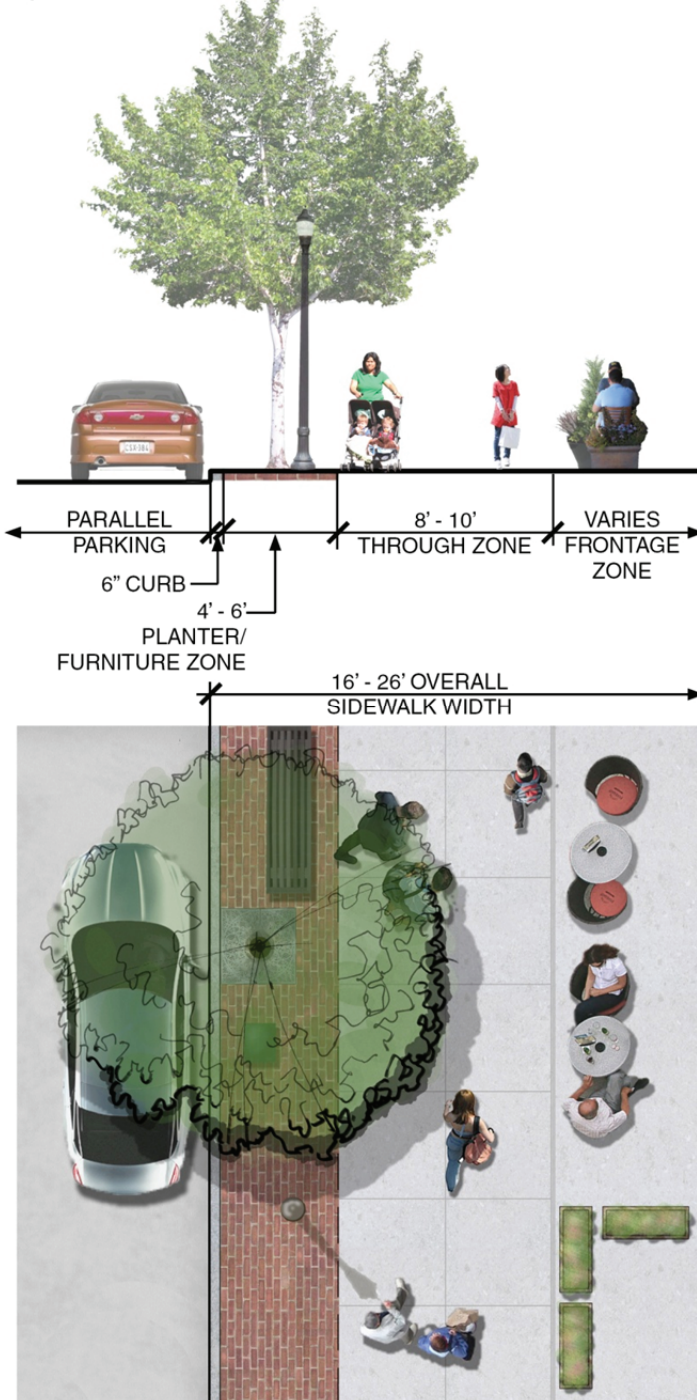 PARALLEL
PARKING
8' - 10'
THROUGH ZONE
VARIES
FRONTAGE
ZONE
6” CURB
4' - 6'
PLANTER/
FURNITURE ZONE
16' - 26' OVERALL
SIDEWALK WIDTH